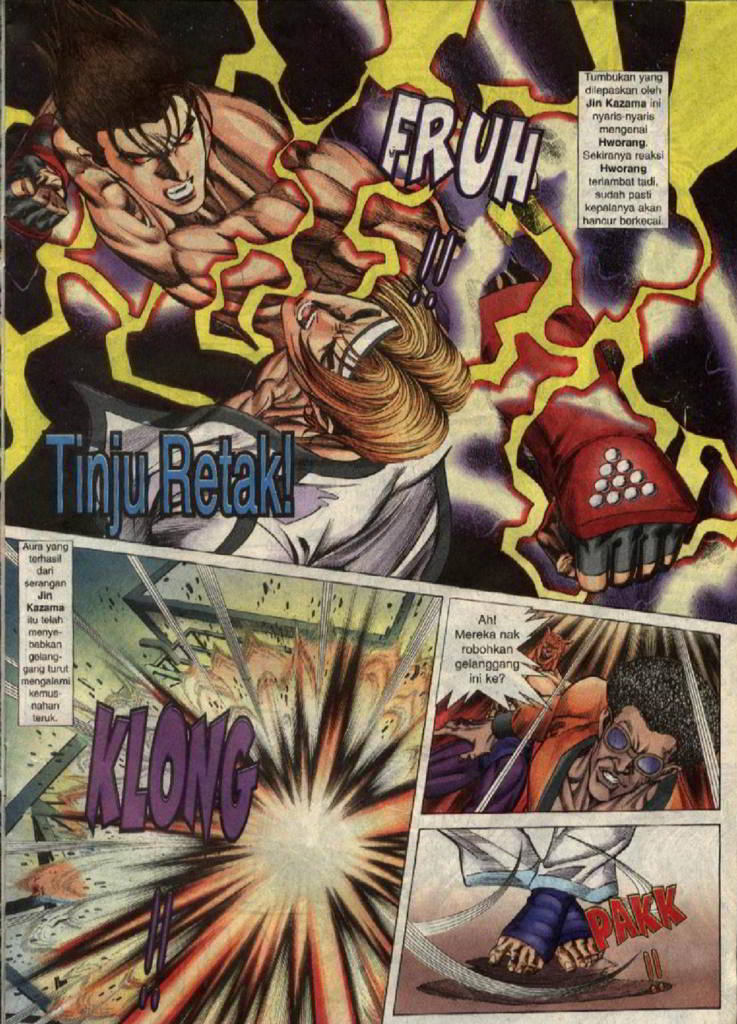 FRUH
!!
Tumbukan yang
dilepaskan oleh
Jin Kazama ini
nyaris-nyaris
mengenai
Hworang.
Sekiranya reaksi
Hworang
terlambat tadi,
sudah pasti
kepalanya akan
hancur berkecai.
Tinju Retak!
Aura yang
terhasil
dari
serangan
Jin
Kazama
itu telah
menye-
babkan
gelang-
gang turut
mengalami
kemus-
nahan
teruk.
KLONG
!!
Ah!
Mereka nak
robohkan
gelanggang
ini ke?
PAKK
!!